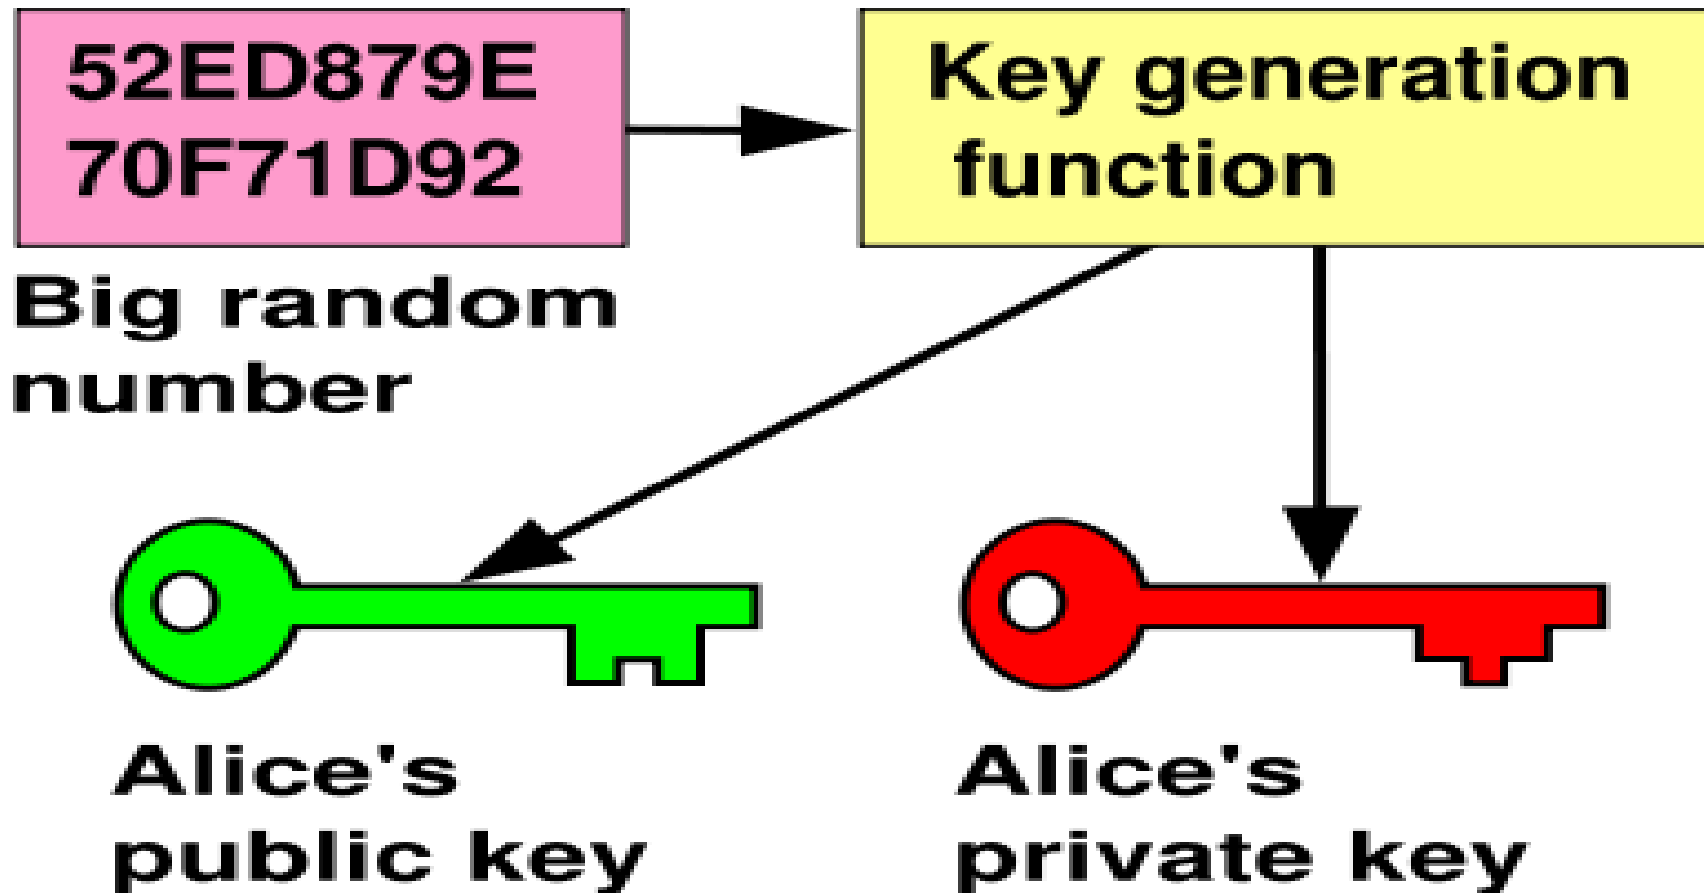 52ED879E
70F71D92
Key generation
function
Big random
number
Alice's
public key
Alice's
private key